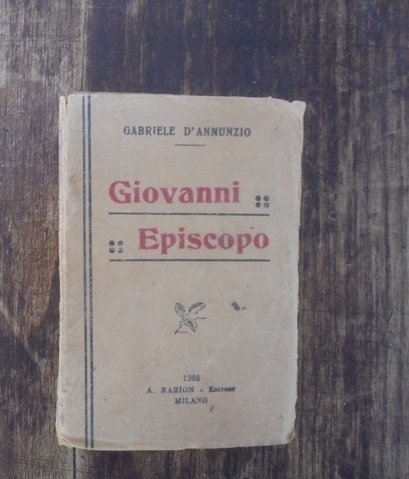 GABRIELE D'ANNUNZIO
Giovanni
Episcopo
1926
A. BARION - EDITORE
MILANO